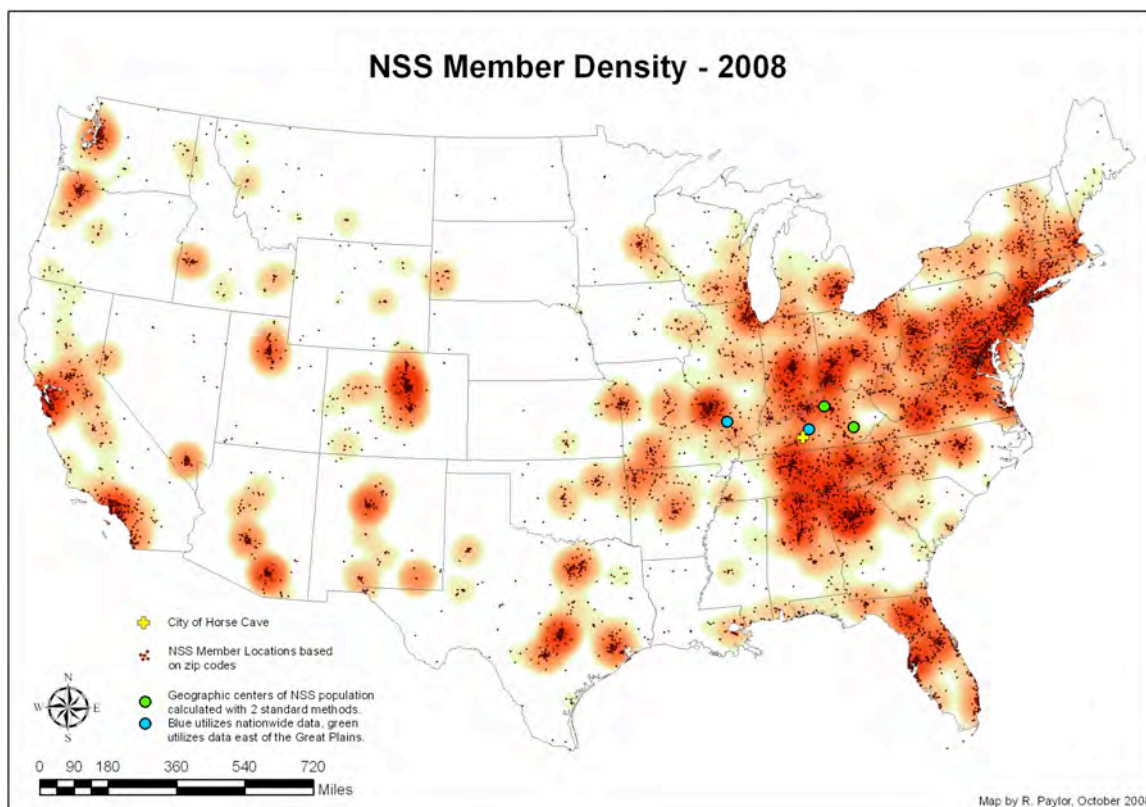 NSS Member Density - 2008
City of Horse Cave
NSS Member Locations based
on zip codes
Geographic centers of NSS population
calculated with 2 standard methods.
Blue utilizes nationwide data, green
utilizes data east of the Great Plains.
N
W E
S
0 90 180 360 540 720
Miles
Map by R. Paylor, October